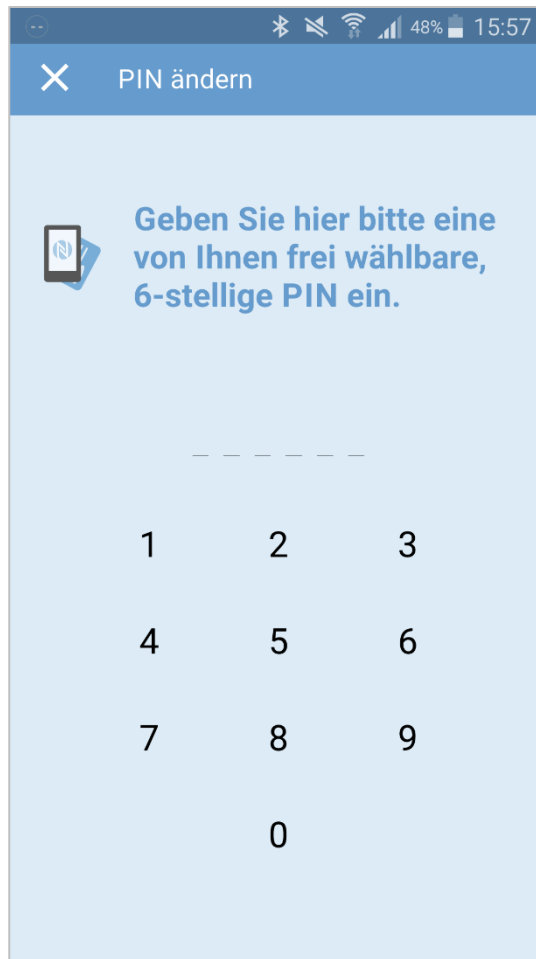 48% 15:57
PIN ändern
Geben Sie hier bitte eine
von Ihnen frei wählbare,
6-stellige PIN ein.
1 2 3
4 5 6
7 8 9
0